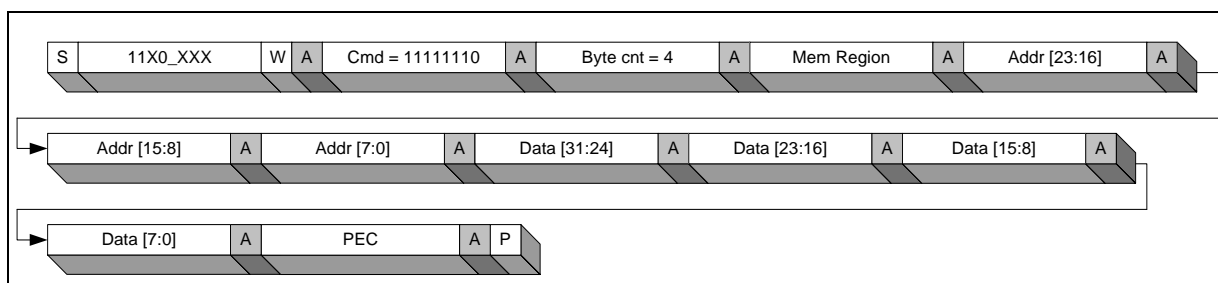 S 11X0_XXX W A Cmd = 11111110 A Byte cnt = 4 A Mem Region A Addr [23:16] A
Addr [15:8] A Addr [7:0] A Data [31:24] A Data [23:16] A Data [15:8] A
Data [7:0] A PEC A P